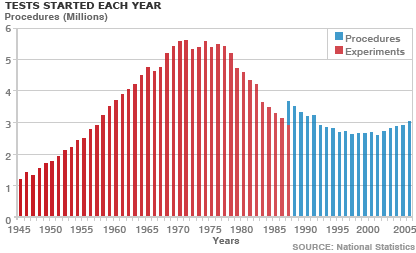 TESTS STARTED EACH YEAR
Procedures (Millions)
6
Procedures
Experiments
5
4
3
2
1
0
1945 1950 1955 1960 1965 1970 1975 1980 1985 1990 1995 2000 2005
Years
SOURCE: National Statistics